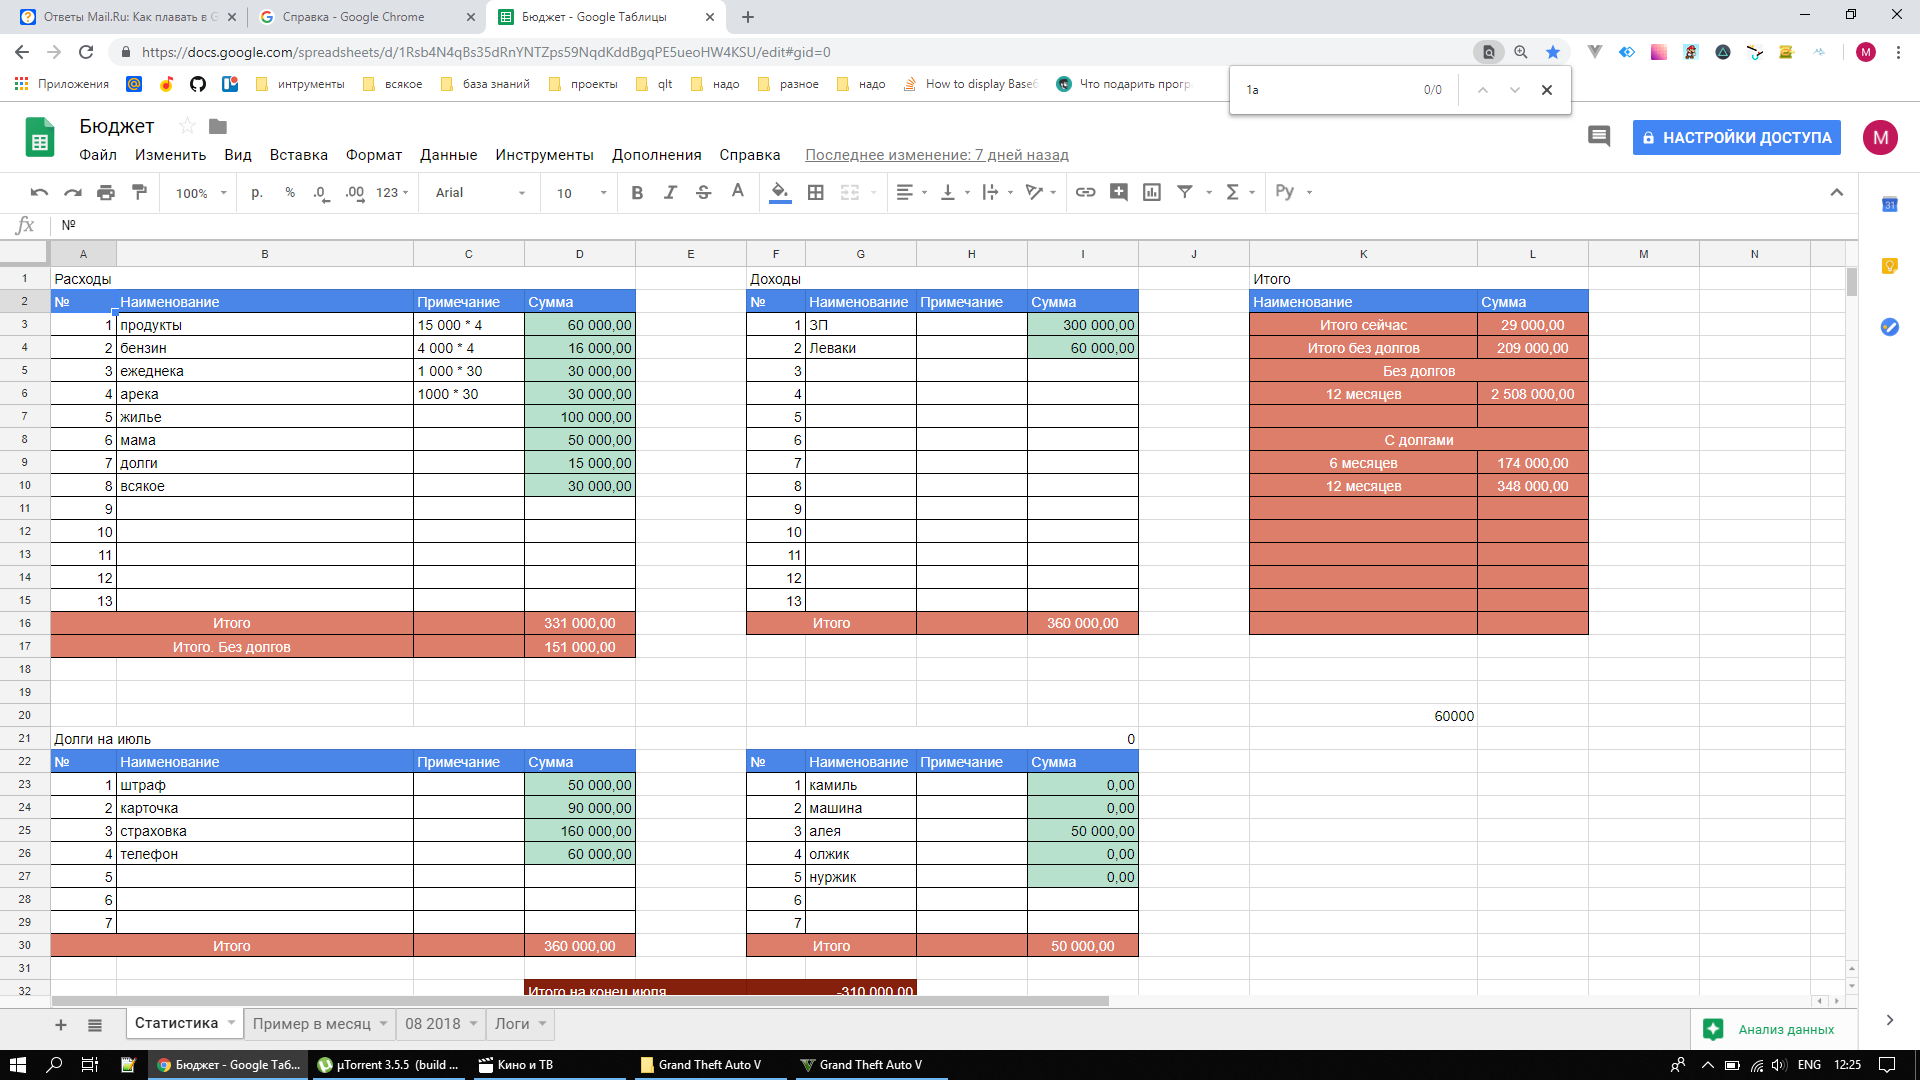 Ответы Mail.Ru: Как плавать в G
Справка - Google Chrome
Бюджет - Google Таблицы
https://docs.google.com/spreadsheets/d/1Rsb4N4qBs35dRnYNTZps59NqdKddBgqPE5ueoHW4KSU/edit#gid=0
М
Приложения интрументы всякое база знаний проекты qlt надо разное надо How to display Base6 Что подарить прогр
1а 0/0
Бюджет
Файл Изменить Вид Вставка Формат Данные Инструменты Дополнения Справка Последнее изменение: 7 дней назад
НАСТРОЙКИ ДОСТУПА М
100% р. % .0 .00 123 Arial 10 B I S A Σ Ру
fx №
A B C D E F G H I J K L M N
1 Расходы Доходы Итого
2 № Наименование Примечание Сумма № Наименование Примечание Сумма Наименование Сумма
3 1 продукты 15 000 * 4 60 000,00 1 ЗП 300 000,00 Итого сейчас 29 000,00
4 2 бензин 4 000 * 4 16 000,00 2 Леваки 60 000,00 Итого без долгов 209 000,00
5 3 ежеднека 1 000 * 30 30 000,00 3 Без долгов
6 4 арека 1000 * 30 30 000,00 4 12 месяцев 2 508 000,00
7 5 жилье 100 000,00 5
8 6 мама 50 000,00 6 С долгами
9 7 долги 15 000,00 7 6 месяцев 174 000,00
10 8 всякое 30 000,00 8 12 месяцев 348 000,00
11 9 9
12 10 10
13 11 11
14 12 12
15 13 13
16 Итого 331 000,00 Итого 360 000,00
17 Итого. Без долгов 151 000,00
18
19
20 60000
21 Долги на июль 0
22 № Наименование Примечание Сумма № Наименование Примечание Сумма
23 1 штраф 50 000,00 1 камиль 0,00
24 2 карточка 90 000,00 2 машина 0,00
25 3 страховка 160 000,00 3 алея 50 000,00
26 4 телефон 60 000,00 4 олжик 0,00
27 5 5 нуржик 0,00
28 6 6
29 7 7
30 Итого 360 000,00 Итого 50 000,00
31
32 Итого на конец июля -310 000,00
Статистика Пример в месяц 08 2018 Логи
Анализ данных
Бюджет - Google Таб... µTorrent 3.5.5 (build ... Кино и ТВ Grand Theft Auto V Grand Theft Auto V ENG 12:25